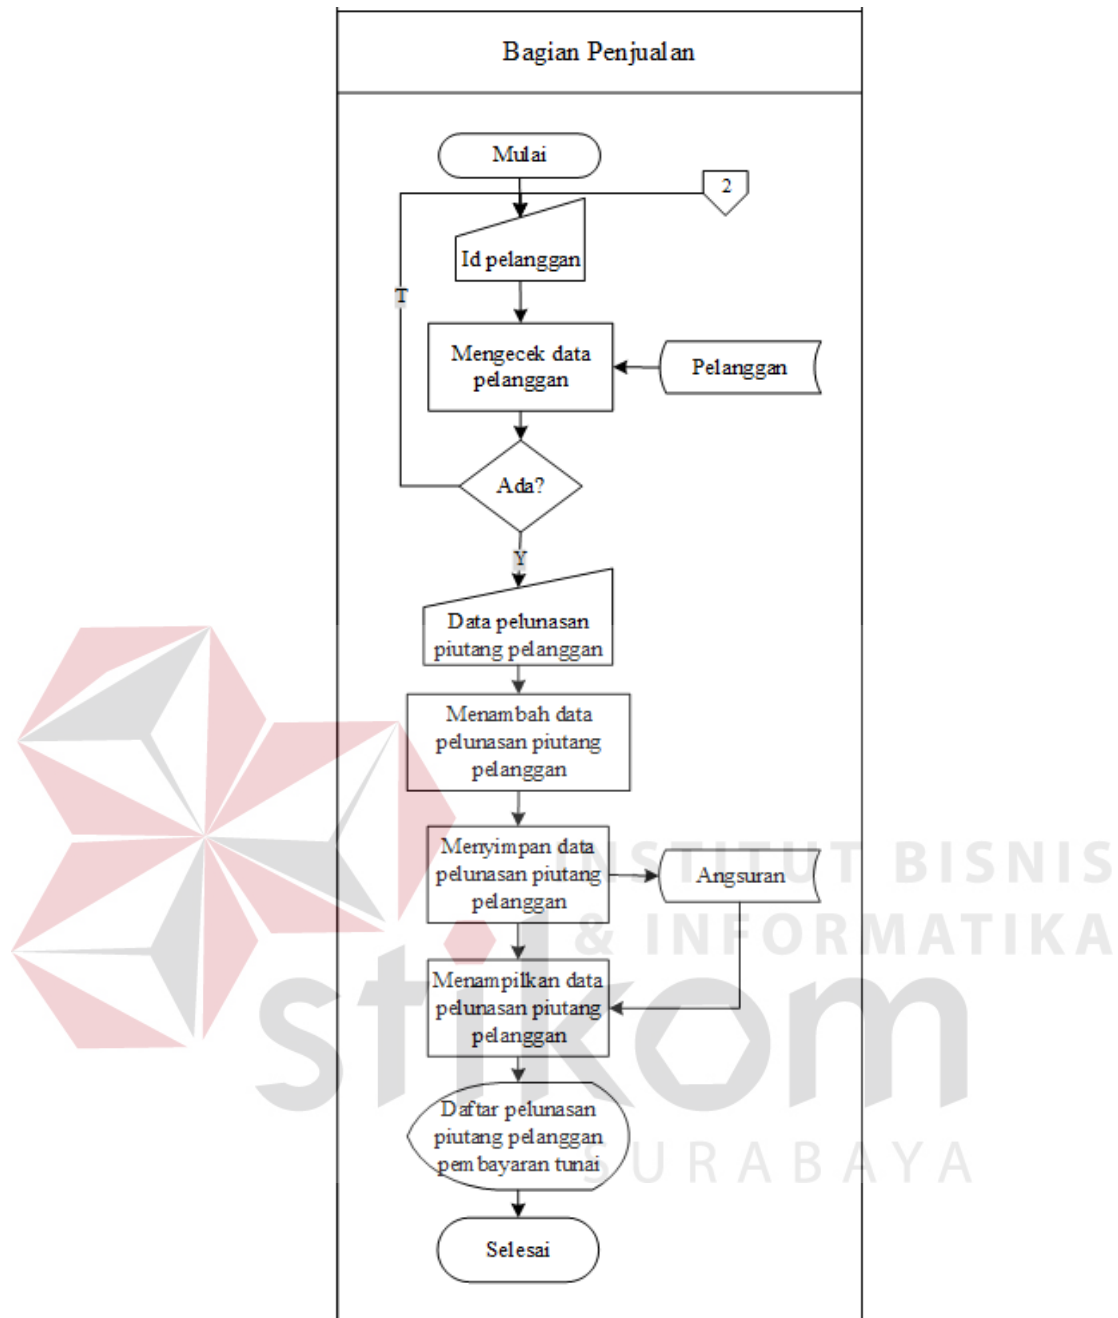 Bagian Penjualan
Mulai
2
Id pelanggan
T
Mengecek data
pelanggan
Pelanggan
Ada?
Y
Data pelunasan
piutang pelanggan
Menambah data
pelunasan piutang
pelanggan
Menyimpan data
pelunasan piutang
pelanggan
Angsuran
INSTITUT BISNIS
& INFORMATIKA
Menampilkan data
pelunasan piutang
pelanggan
stikom
Daftar pelunasan
piutang pelanggan
pembayaran tunai
SURABAYA
Selesai